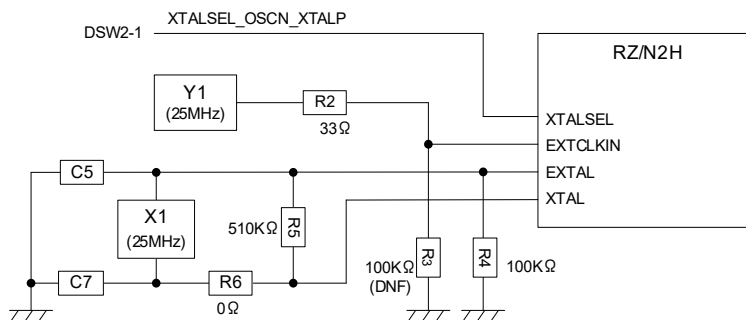 XTALSEL_OSCN_XTALP
DSW2-1
RZ/N2H
Y1
(25MHz)
R2
33Ω
XTALSEL
EXTCLKIN
EXTAL
XTAL
C5
X1
(25MHz)
510KΩ
R5
C7
R6
0Ω
100KΩ
(DNF)
R3
R4
100KΩ